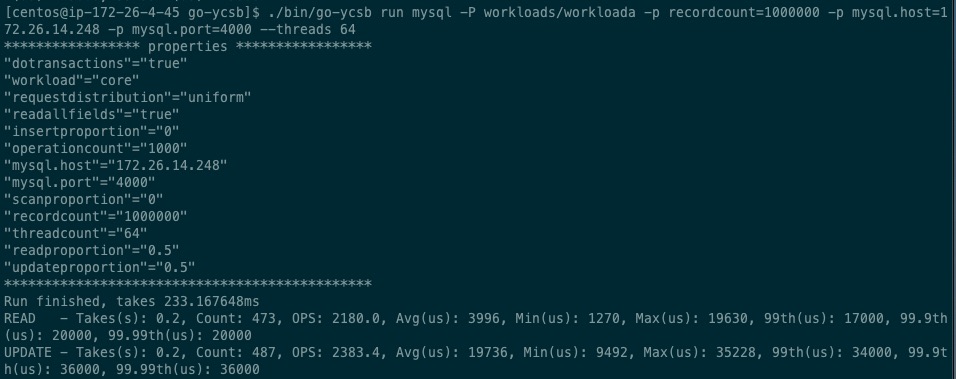 [centos@ip-172-26-4-45 go-ycsb]$ ./bin/go-ycsb run mysql -P workloads/workloada -p recordcount=1000000 -p mysql.host=1
72.26.14.248 -p mysql.port=4000 --threads 64
***************** properties *****************
"dotransactions"="true"
"workload"="core"
"requestdistribution"="uniform"
"readallfields"="true"
"insertproportion"="0"
"operationcount"="1000"
"mysql.host"="172.26.14.248"
"mysql.port"="4000"
"scanproportion"="0"
"recordcount"="1000000"
"threadcount"="64"
"readproportion"="0.5"
"updateproportion"="0.5"
**********************************************
Run finished, takes 233.167648ms
READ   - Takes(s): 0.2, Count: 473, OPS: 2180.0, Avg(us): 3996, Min(us): 1270, Max(us): 19630, 99th(us): 17000, 99.9th
(us): 20000, 99.99th(us): 20000
UPDATE - Takes(s): 0.2, Count: 487, OPS: 2383.4, Avg(us): 19736, Min(us): 9492, Max(us): 35228, 99th(us): 34000, 99.9t
h(us): 36000, 99.99th(us): 36000